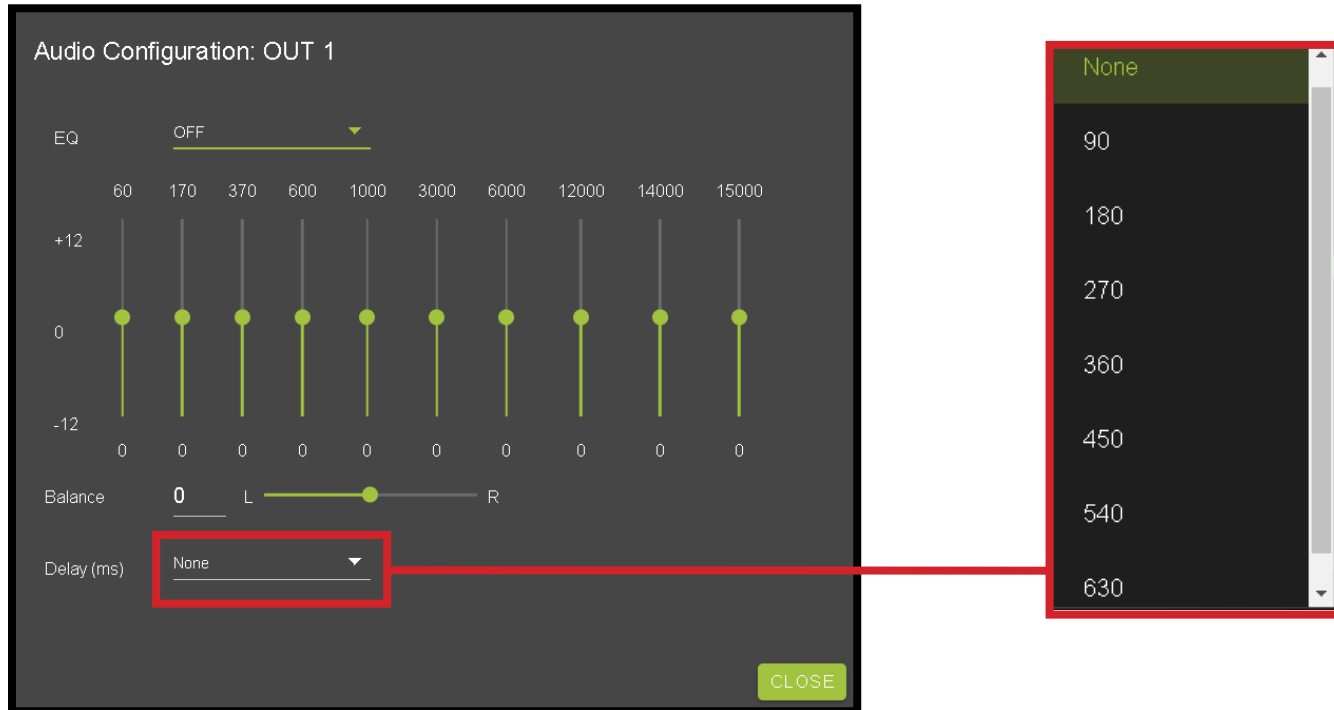 Audio Configuration: OUT 1
EQ OFF
60 170 370 600 1000 3000 6000 12000 14000 15000
+12
0
-12
0 0 0 0 0 0 0 0 0 0
Balance 0 L R
Delay (ms) None
CLOSE
None
90
180
270
360
450
540
630